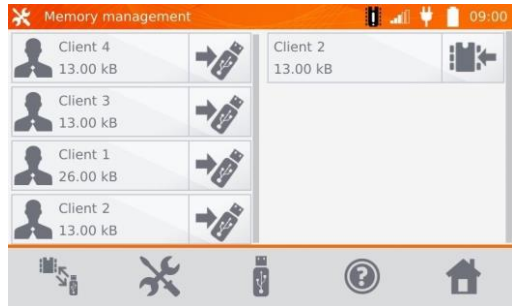 Memory management
09:00
Client 4
13.00 kB
Client 3
13.00 kB
Client 1
26.00 kB
Client 2
13.00 kB
Client 2
13.00 kB
?